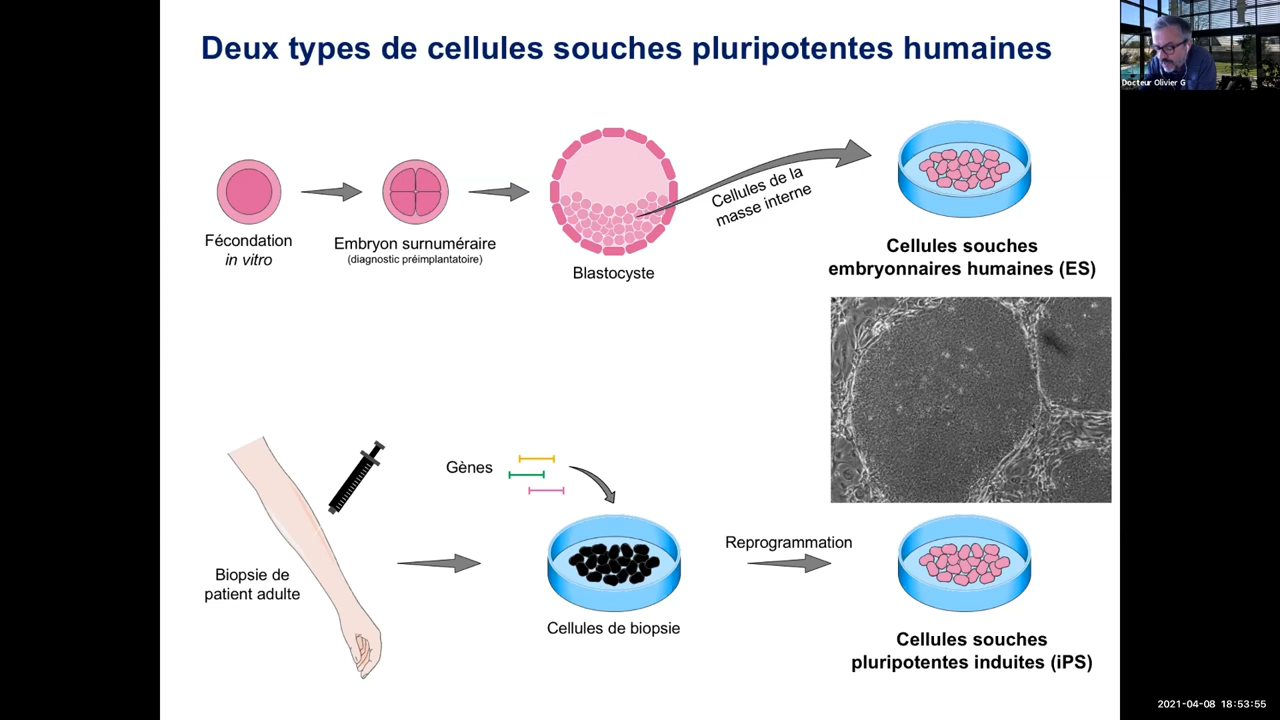 Deux types de cellules souches pluripotentes humaines
Docteur Olivier G
Fécondation
in vitro
Embryon surnuméraire
(diagnostic préimplantatoire)
Blastocyste
Cellules de la
masse interne
Cellules souches
embryonnaires humaines (ES)
Gènes
Biopsie de
patient adulte
Cellules de biopsie
Reprogrammation
Cellules souches
pluripotentes induites (iPS)
2021-04-08 18:53:55